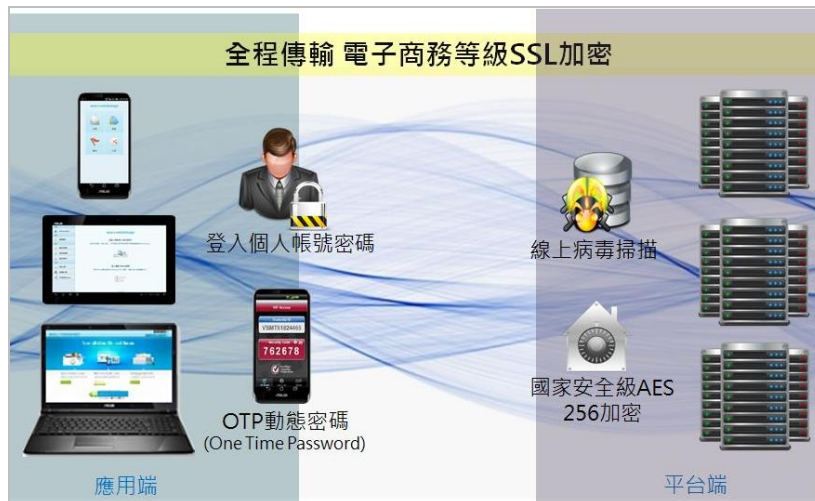 全程傳輸 電子商務等級SSL加密
登入個人帳號密碼
線上病毒掃描
762678
OTP動態密碼
(One Time Password)
國家安全級AES
256加密
應用端
平台端